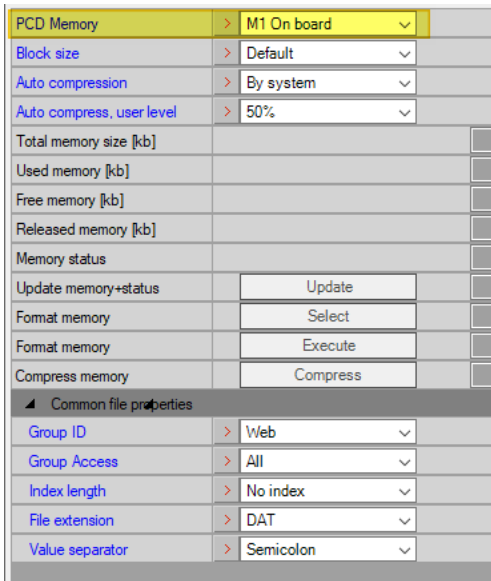 PCD Memory > M1 On board
Block size > Default
Auto compression > By system
Auto compress, user level > 50%
Total memory size [kb]
Used memory [kb]
Free memory [kb]
Released memory [kb]
Memory status
Update memory+status Update
Format memory Select
Format memory Execute
Compress memory Compress
Common file properties
Group ID > Web
Group Access > All
Index length > No index
File extension > DAT
Value separator > Semicolon